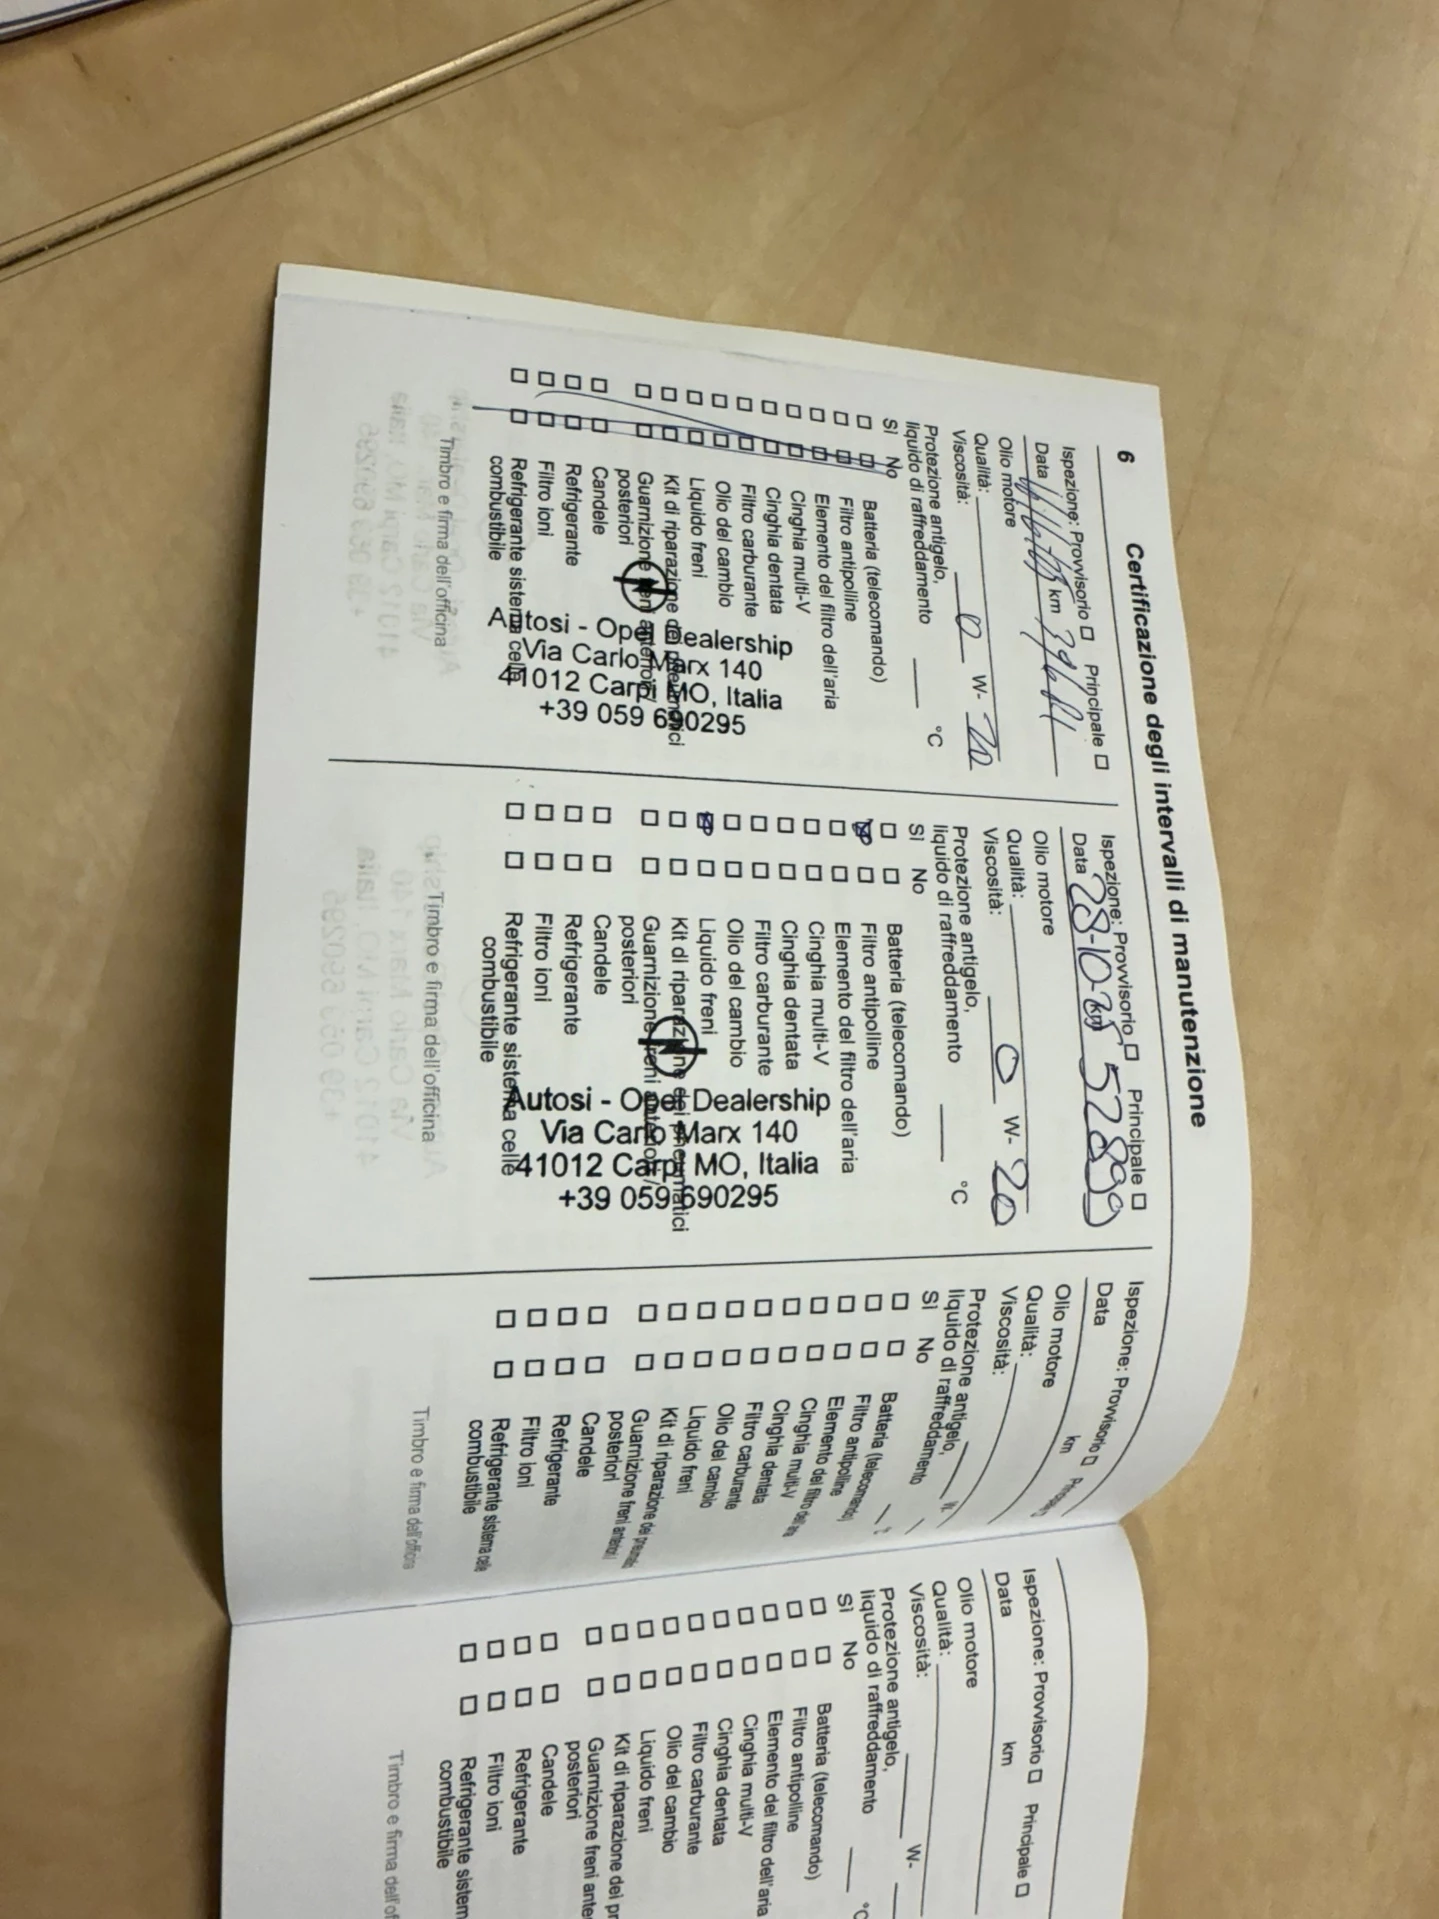 6 Certificazione degli intervalli di manutenzione
Ispezione: Provvisorio Principale
Data km
Olio motore
Qualità:
Viscosità: 0 W- 20
Protezione antigelo,
liquido di raffreddamento °C
Sì No
Batteria (telecomando)
Filtro antipolline
Elemento del filtro dell'aria
Cinghia multi-V
Cinghia dentata
Filtro carburante
Olio del cambio
Liquido freni
Kit di riparazione dei pneumatici
Guarnizione freni anteriori/
posteriori
Candele
Refrigerante
Filtro ioni
Refrigerante sistema celle
combustibile
Autosi - Opel Dealership
Via Carlo Marx 140
41012 Carpi MO, Italia
+39 059 690295
Timbro e firma dell'officina
Ispezione: Provvisorio Principale
Data 28-10-25 km 52899
Olio motore
Qualità:
Viscosità: 0 W- 20
Protezione antigelo,
liquido di raffreddamento °C
Sì No
Batteria (telecomando)
Filtro antipolline
Elemento del filtro dell'aria
Cinghia multi-V
Cinghia dentata
Filtro carburante
Olio del cambio
Liquido freni
Kit di riparazione dei pneumatici
Guarnizione freni anteriori/
posteriori
Candele
Refrigerante
Filtro ioni
Refrigerante sistema celle
combustibile
Autosi - Opel Dealership
Via Carlo Marx 140
41012 Carpi MO, Italia
+39 059 690295
Timbro e firma dell'officina
Ispezione: Provvisorio
Data km
Olio motore
Qualità:
Viscosità:
Protezione antigelo,
liquido di raffreddamento
Sì No
Batteria (telecomando)
Filtro antipolline
Elemento del filtro dell'aria
Cinghia multi-V
Cinghia dentata
Filtro carburante
Olio del cambio
Liquido freni
Kit di riparazione dei pneumatici
Guarnizione freni anteriori/
posteriori
Candele
Refrigerante
Filtro ioni
Refrigerante sistema celle
combustibile
Timbro e firma dell'officina
Ispezione: Provvisorio Principale
Data km
Olio motore
Qualità:
Viscosità: W-
Protezione antigelo,
liquido di raffreddamento °C
Sì No
Batteria (telecomando)
Filtro antipolline
Elemento del filtro dell'aria
Cinghia multi-V
Cinghia dentata
Filtro carburante
Olio del cambio
Liquido freni
Kit di riparazione dei pn
Guarnizione freni ante
posteriori
Candele
Refrigerante
Filtro ioni
Refrigerante sistem
combustibile
Timbro e firma dell'of